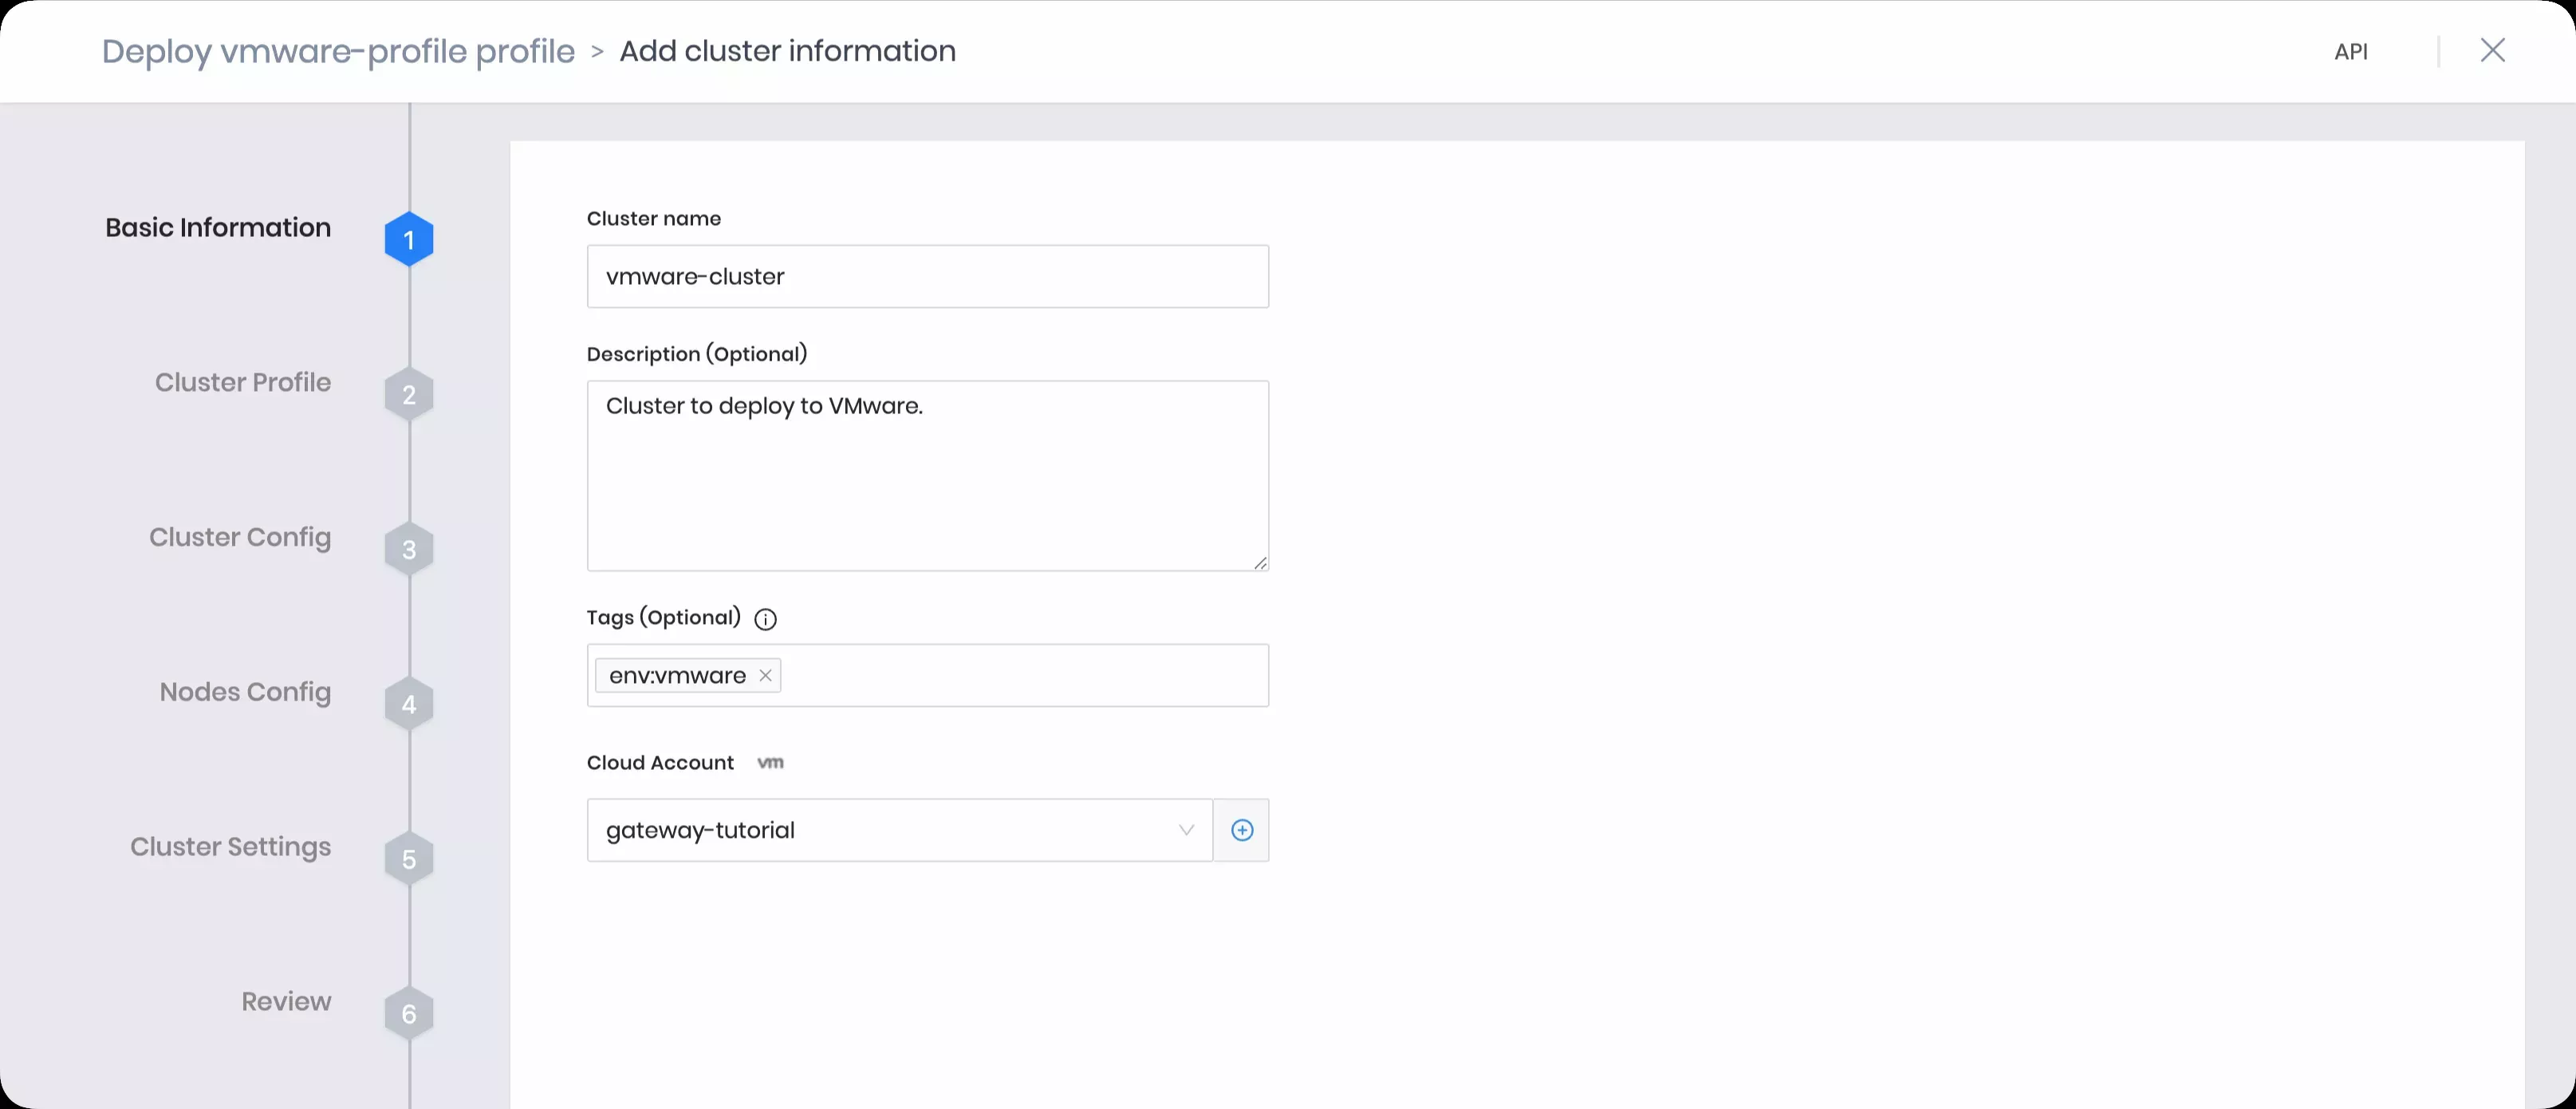 Deploy vmware-profile profile > Add cluster information
API
Basic Information
1
Cluster Profile
2
Cluster Config
3
Nodes Config
4
Cluster Settings
5
Review
6
Cluster name
vmware-cluster
Description (Optional)
Cluster to deploy to VMware.
Tags (Optional)
env:vmware
Cloud Account vm
gateway-tutorial